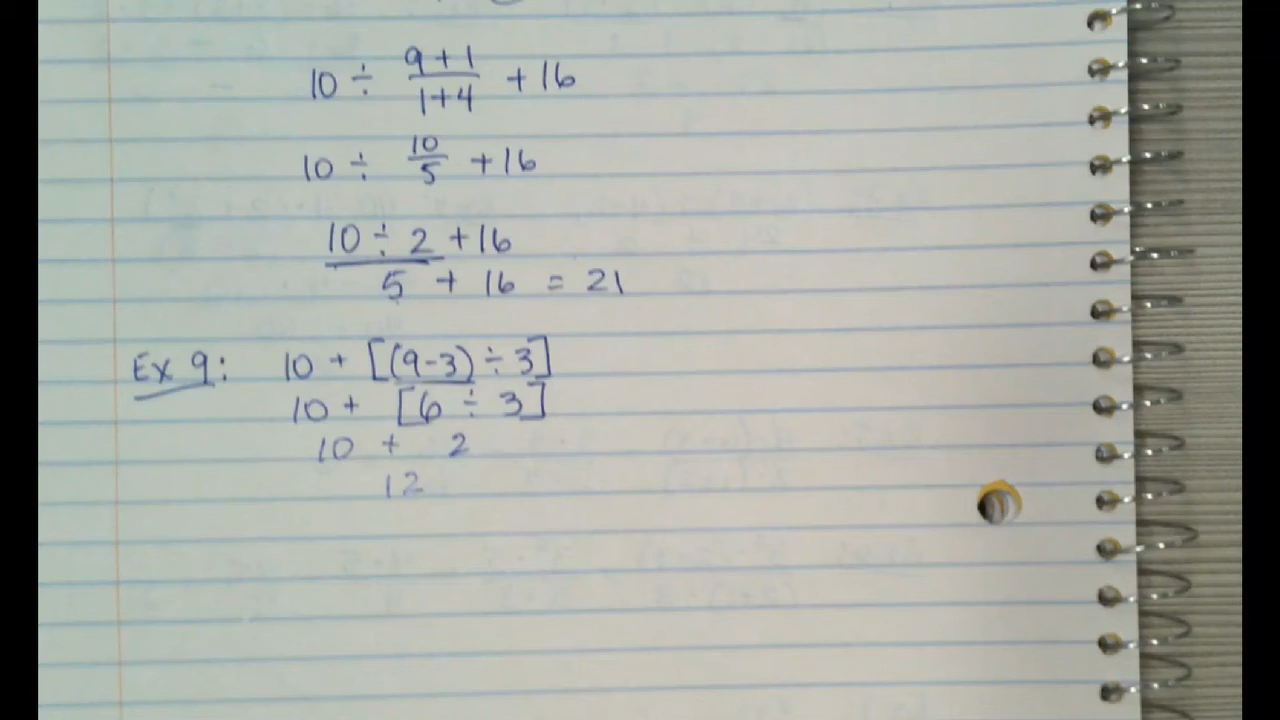 10 ÷ (9+1)/(1+4) + 16
10 ÷ 10/5 + 16
10 ÷ 2 + 16
5 + 16 = 21
Ex 9: 10 + [(9-3) ÷ 3]
10 + [6 ÷ 3]
10 + 2
12